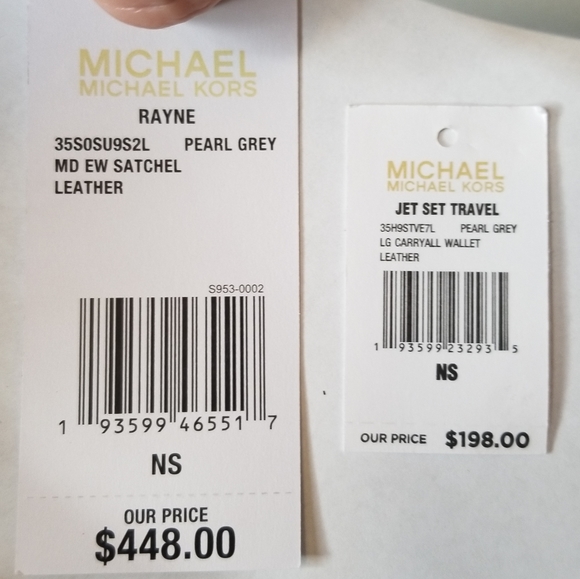 MICHAEL
MICHAEL KORS
RAYNE
35S0SU9S2L PEARL GREY
MD EW SATCHEL
LEATHER
S953-0002
1 93599 46551 7
NS
OUR PRICE
$448.00
MICHAEL
MICHAEL KORS
JET SET TRAVEL
35H9STVE7L PEARL GREY
LG CARRYALL WALLET
LEATHER
1 93599 23293 5
NS
OUR PRICE $198.00